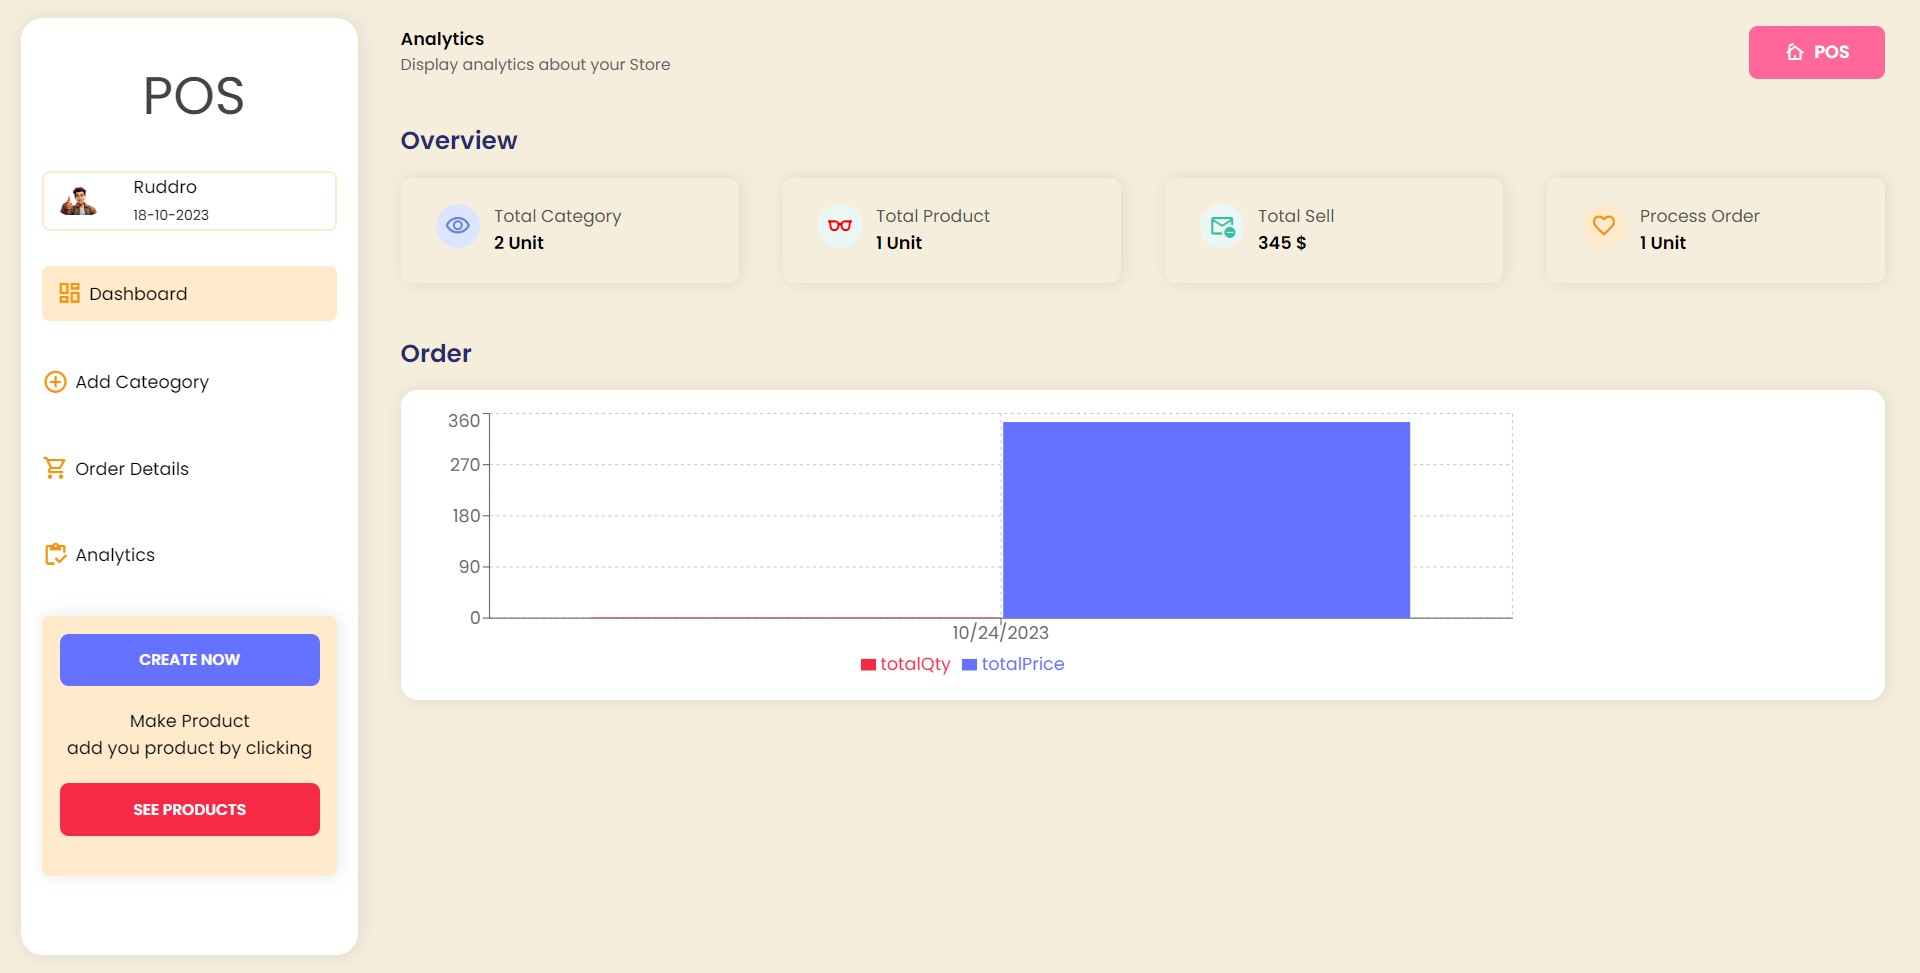 POS
Ruddro
18-10-2023
Dashboard
Add Cateogory
Order Details
Analytics
CREATE NOW
Make Product
add you product by clicking
SEE PRODUCTS
Analytics
Display analytics about your Store
POS
Overview
Total Category
2 Unit
Total Product
1 Unit
Total Sell
345 $
Process Order
1 Unit
Order
360
270
180
90
0
10/24/2023
totalQty totalPrice